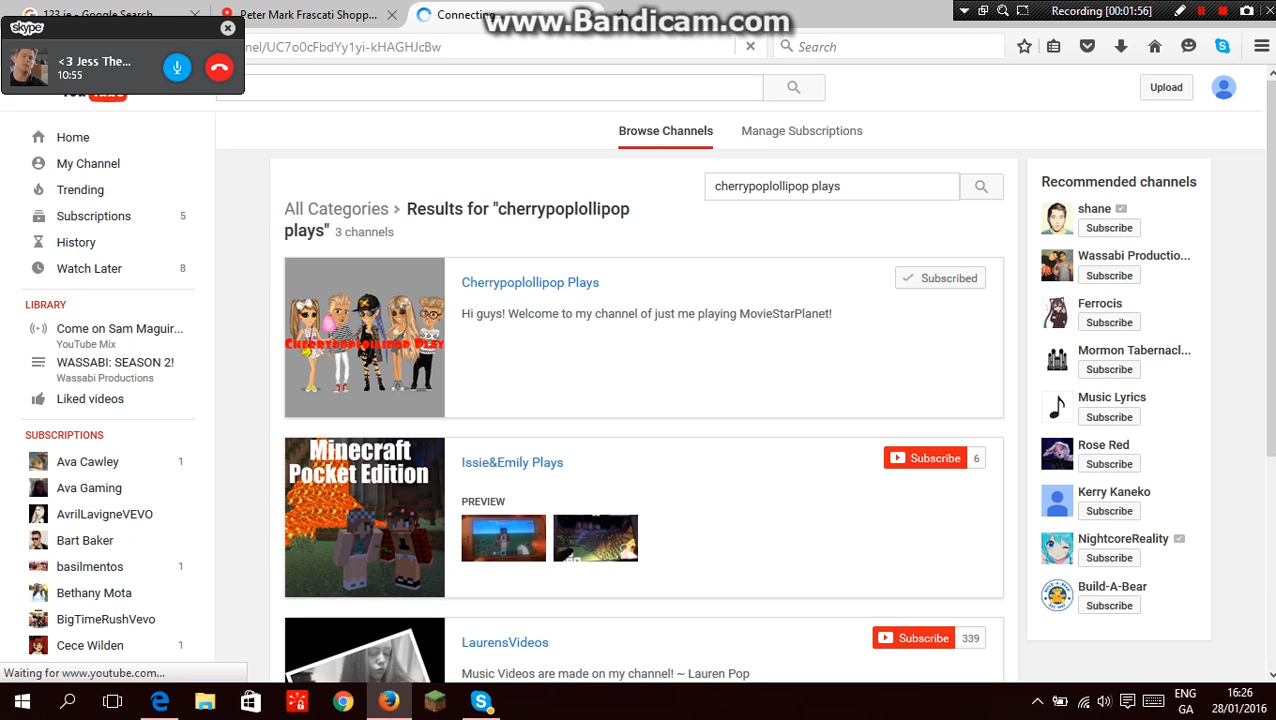 123.ie - Google Search
Peter Mark Frascati Shopp...
Connecting...
www.Bandicam.com
Recording [00:01:56]
skype
<3 Jess The...
10:55
nel/UC7o0cFbdYy1yi-kHAGHJcBw
Search
Upload
Browse Channels
Manage Subscriptions
Home
My Channel
Trending
Subscriptions 5
History
Watch Later 8
LIBRARY
Come on Sam Maguir...
YouTube Mix
WASSABI: SEASON 2!
Wassabi Productions
Liked videos
SUBSCRIPTIONS
Ava Cawley 1
Ava Gaming
AvrilLavigneVEVO
Bart Baker
basilmentos 1
Bethany Mota
BigTimeRushVevo
Cece Wilden 1
Waiting for www.youtube.com...
cherrypoplollipop plays
All Categories › Results for "cherrypoplollipop
plays" 3 channels
CHERRYPOPLOLLIPOP PLAY
Cherrypoplollipop Plays
Subscribed
Hi guys! Welcome to my channel of just me playing MovieStarPlanet!
Minecraft
Pocket Edition
Issie&Emily Plays
Subscribe 6
PREVIEW
LaurensVideos
Subscribe 339
Music Videos are made on my channel! ~ Lauren Pop
Recommended channels
shane
Subscribe
Wassabi Productio...
Subscribe
Ferrocis
Subscribe
Mormon Tabernacl...
Subscribe
Music Lyrics
Subscribe
Rose Red
Subscribe
Kerry Kaneko
Subscribe
NightcoreReality
Subscribe
Build-A-Bear
Subscribe
ENG
GA
16:26
28/01/2016